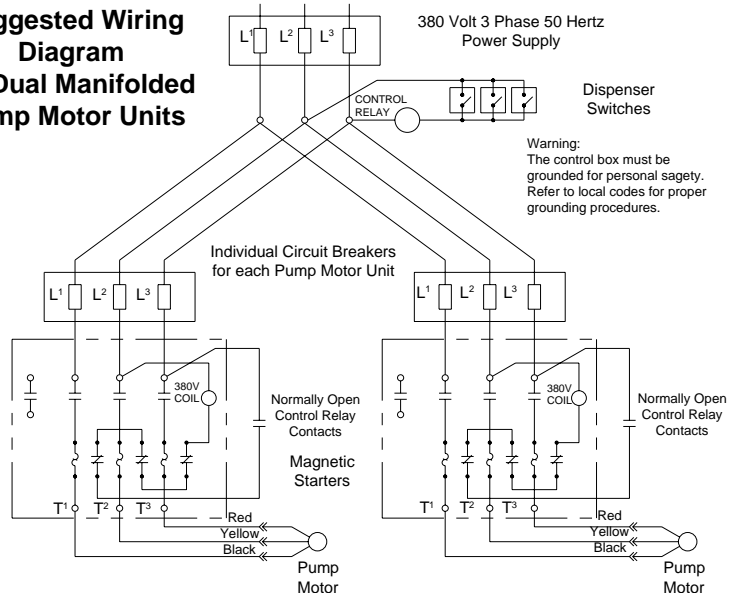 ggested Wiring
Diagram
Dual Manifolded
mp Motor Units
L¹ L² L³
380 Volt 3 Phase 50 Hertz
Power Supply
CONTROL
RELAY
Dispenser
Switches
Warning:
The control box must be
grounded for personal sagety.
Refer to local codes for proper
grounding procedures.
Individual Circuit Breakers
for each Pump Motor Unit
L¹ L² L³
L¹ L² L³
380V
COIL
Normally Open
Control Relay
Contacts
380V
COIL
Normally Open
Control Relay
Contacts
Magnetic
Starters
T¹ T² T³
T¹ T² T³
Red
Yellow
Black
Red
Yellow
Black
Pump
Motor
Pump
Motor